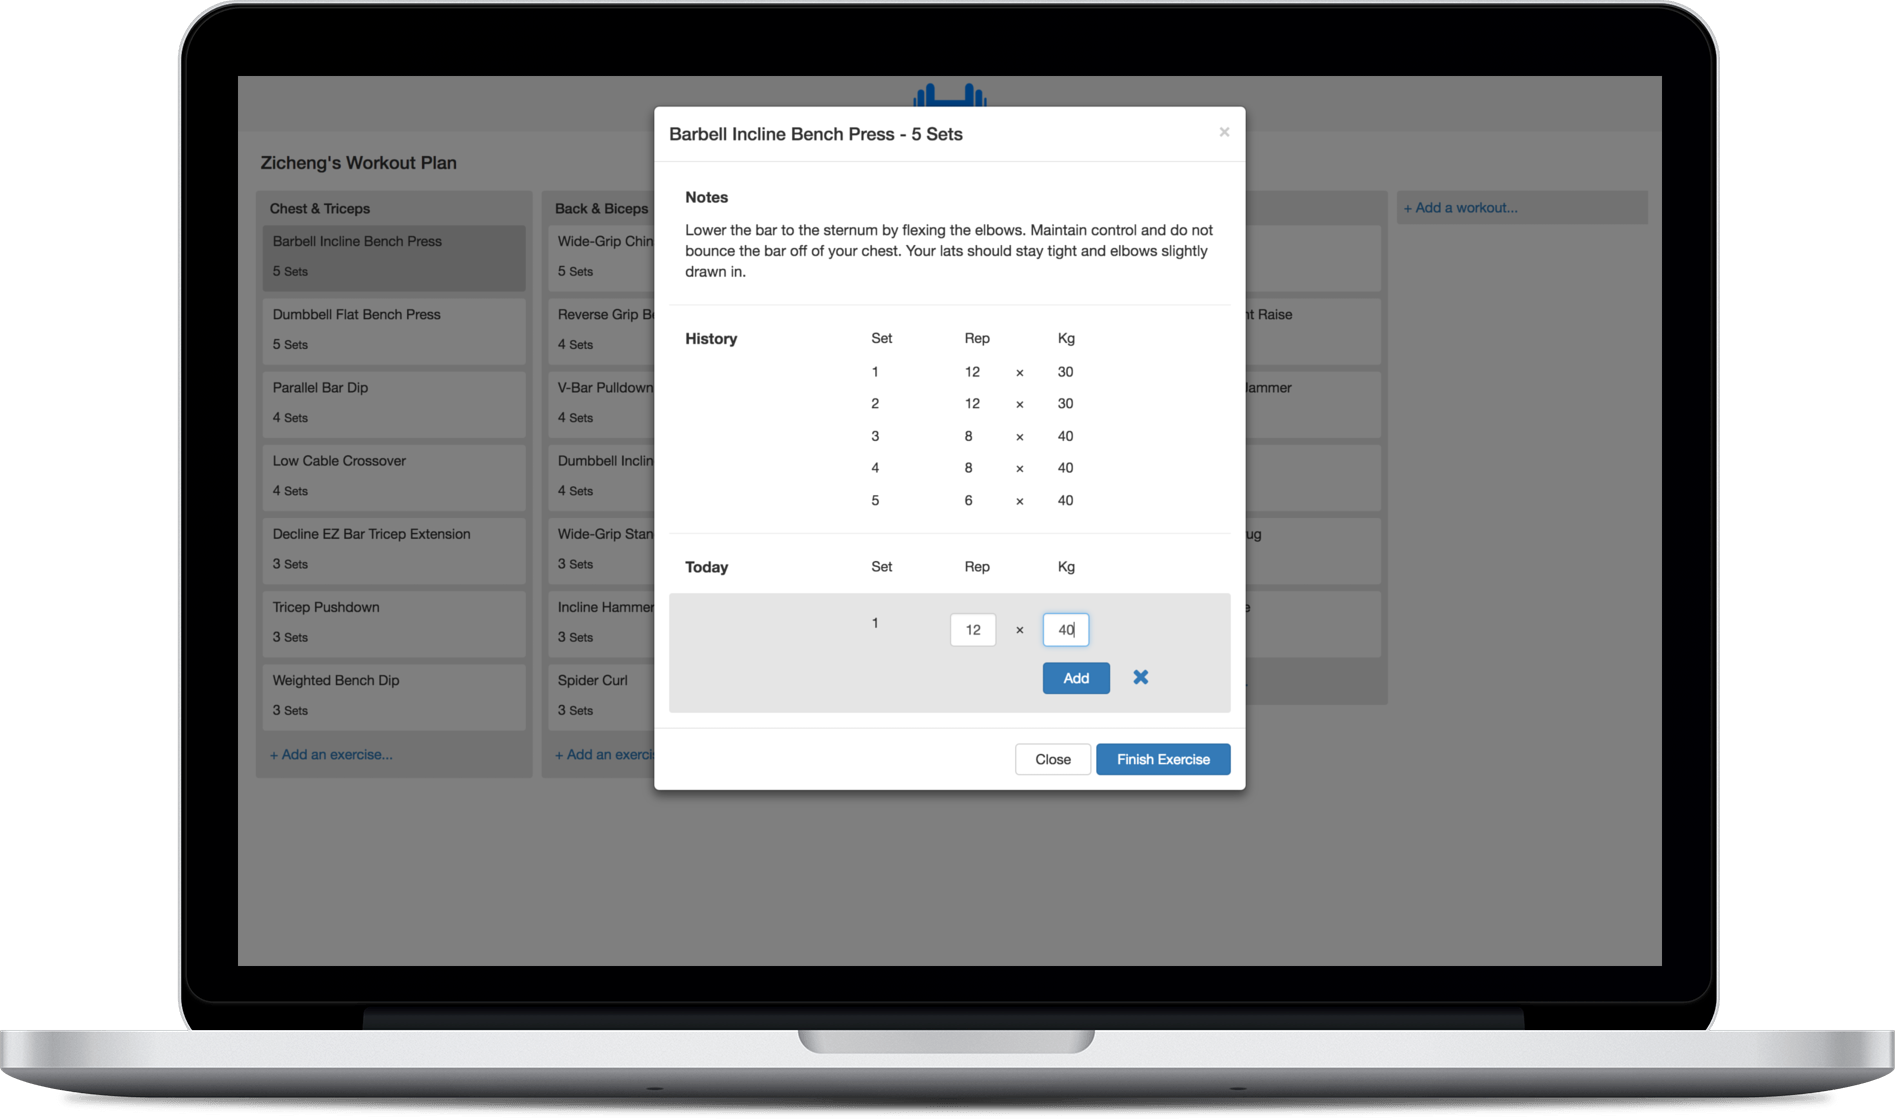 Zicheng's Workout Plan
Chest & Triceps
Barbell Incline Bench Press
5 Sets
Dumbbell Flat Bench Press
5 Sets
Parallel Bar Dip
4 Sets
Low Cable Crossover
4 Sets
Decline EZ Bar Tricep Extension
3 Sets
Tricep Pushdown
3 Sets
Weighted Bench Dip
3 Sets
+ Add an exercise...
Back & Biceps
Wide-Grip Chin
5 Sets
Reverse Grip B
4 Sets
V-Bar Pulldown
4 Sets
Dumbbell Inclin
4 Sets
Wide-Grip Stan
3 Sets
Incline Hammer
3 Sets
Spider Curl
3 Sets
+ Add an exerci
Barbell Incline Bench Press - 5 Sets ×
Notes
Lower the bar to the sternum by flexing the elbows. Maintain control and do not
bounce the bar off of your chest. Your lats should stay tight and elbows slightly
drawn in.
History Set Rep Kg
1 12 × 30
2 12 × 30
3 8 × 40
4 8 × 40
5 6 × 40
Today Set Rep Kg
1 12 × 40
Add
Close Finish Exercise
Raise
ammer
ug
e
+ Add a workout...